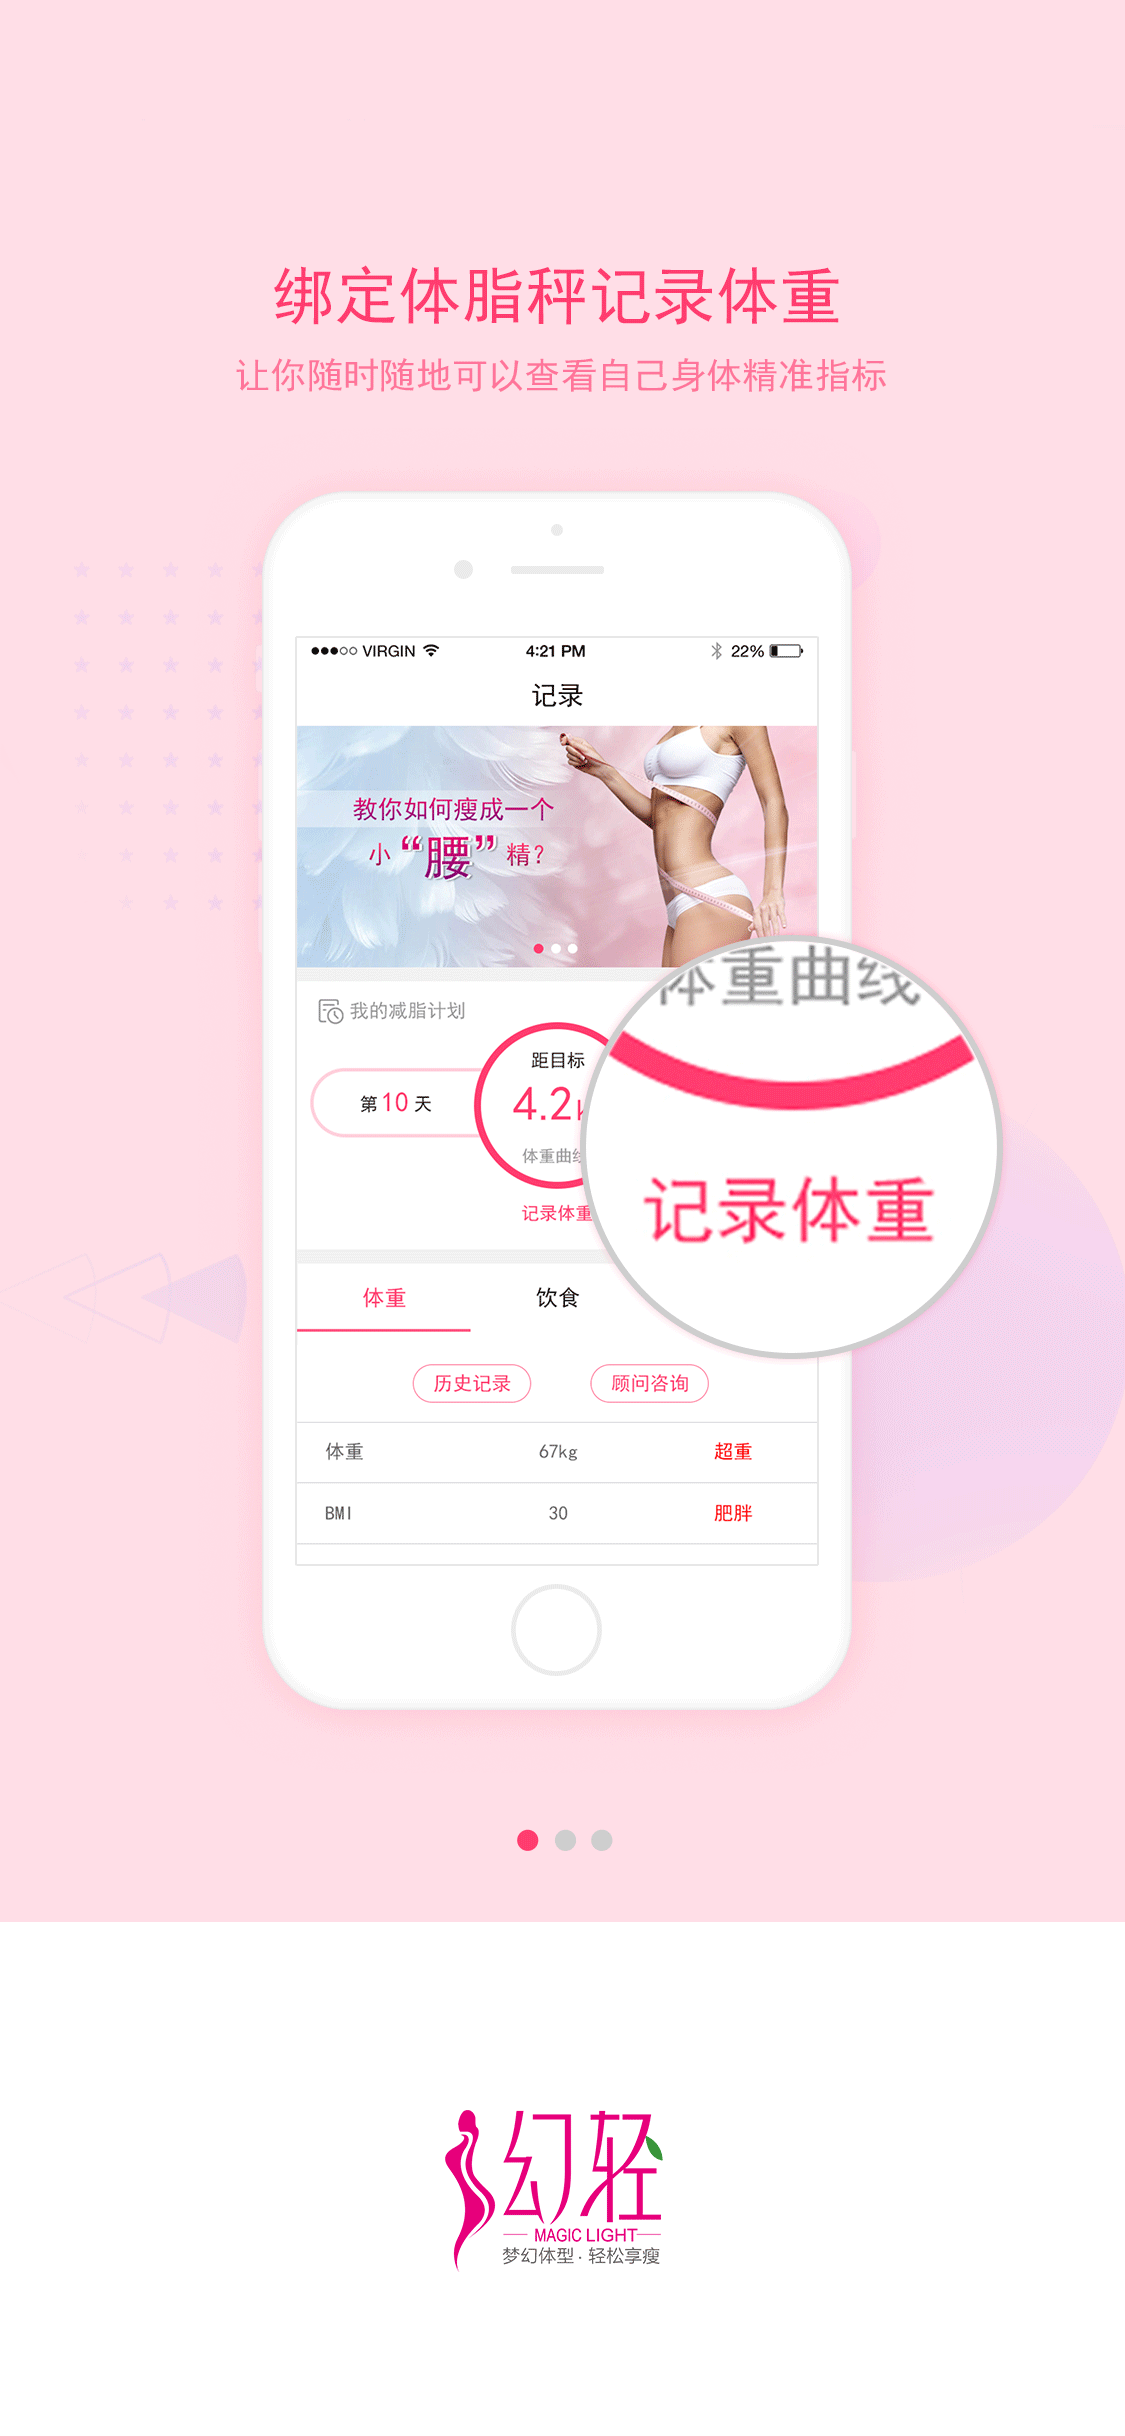 绑定体脂秤记录体重
让你随时随地可以查看自己身体精准指标
VIRGIN 4:21 PM 22%
记录
教你如何瘦成一个
小“腰”精?
我的减脂计划
距目标
第10天
4.2
体重曲线
记录体重
体重曲线
记录体重
体重 饮食
历史记录 顾问咨询
体重 67kg 超重
BMI 30 肥胖
幻轻
MAGIC LIGHT
梦幻体型·轻松享瘦